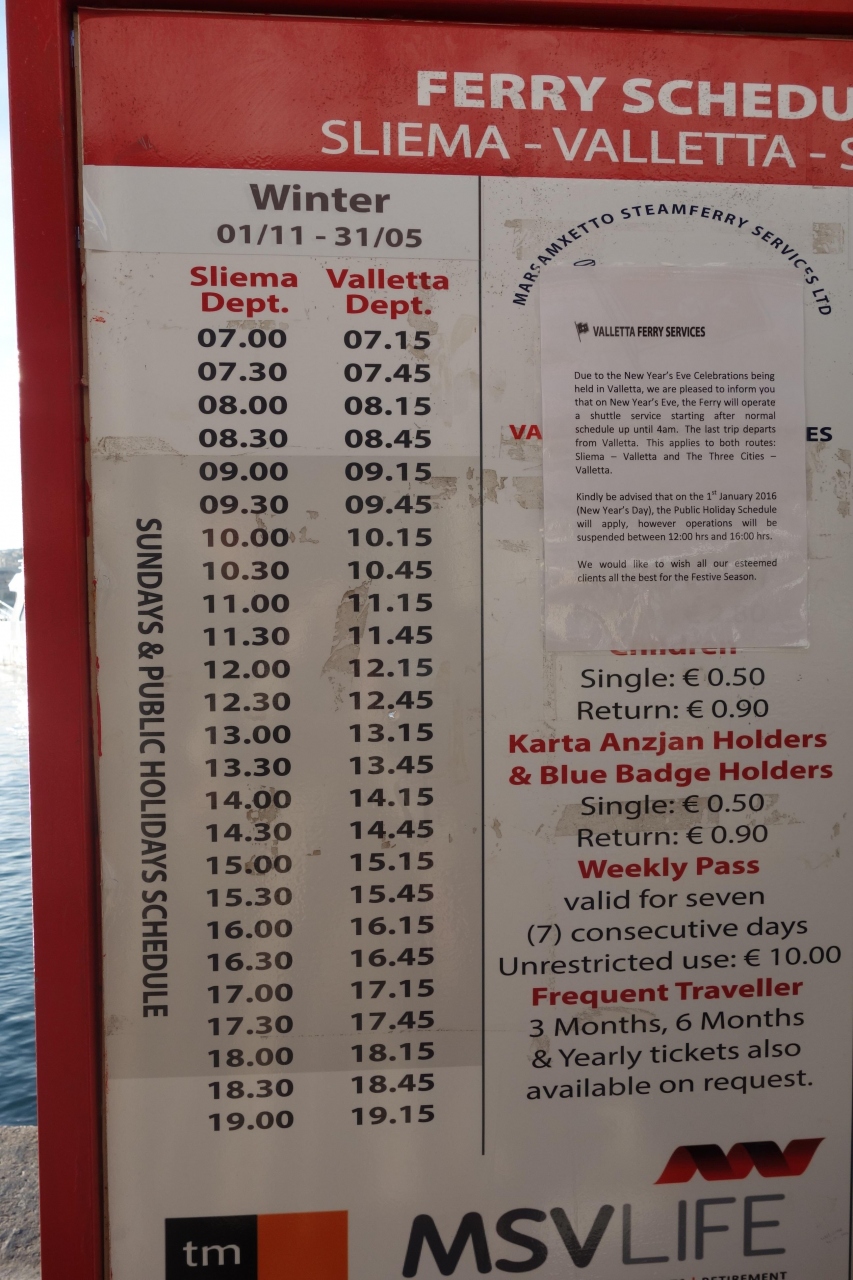 FERRY SCHEDU
SLIEMA - VALLETTA - S
Winter
01/11 - 31/05
Sliema Dept. Valletta Dept.
07.00 07.15
07.30 07.45
08.00 08.15
08.30 08.45
09.00 09.15
09.30 09.45
10.00 10.15
10.30 10.45
11.00 11.15
11.30 11.45
12.00 12.15
12.30 12.45
13.00 13.15
13.30 13.45
14.00 14.15
14.30 14.45
15.00 15.15
15.30 15.45
16.00 16.15
16.30 16.45
17.00 17.15
17.30 17.45
18.00 18.15
18.30 18.45
19.00 19.15
SUNDAYS & PUBLIC HOLIDAYS SCHEDULE
MARSAMXETTO STEAMFERRY SERVICES LTD
VALLETTA FERRY SERVICES
Due to the New Year's Eve Celebrations being
held in Valletta, we are pleased to inform you
that on New Year's Eve, the Ferry will operate
a shuttle service starting after normal
schedule up until 4am. The last trip departs
from Valletta. This applies to both routes:
Sliema – Valletta and The Three Cities –
Valletta.
Kindly be advised that on the 1st January 2016
(New Year's Day), the Public Holiday Schedule
will apply, however operations will be
suspended between 12:00 hrs and 16:00 hrs.
We would like to wish all our esteemed
clients all the best for the Festive Season.
VA ES
Children
Single: € 0.50
Return: € 0.90
Karta Anzjan Holders
& Blue Badge Holders
Single: € 0.50
Return: € 0.90
Weekly Pass
valid for seven
(7) consecutive days
Unrestricted use: € 10.00
Frequent Traveller
3 Months, 6 Months
& Yearly tickets also
available on request.
tm
MSVLIFE
RETIREMENT